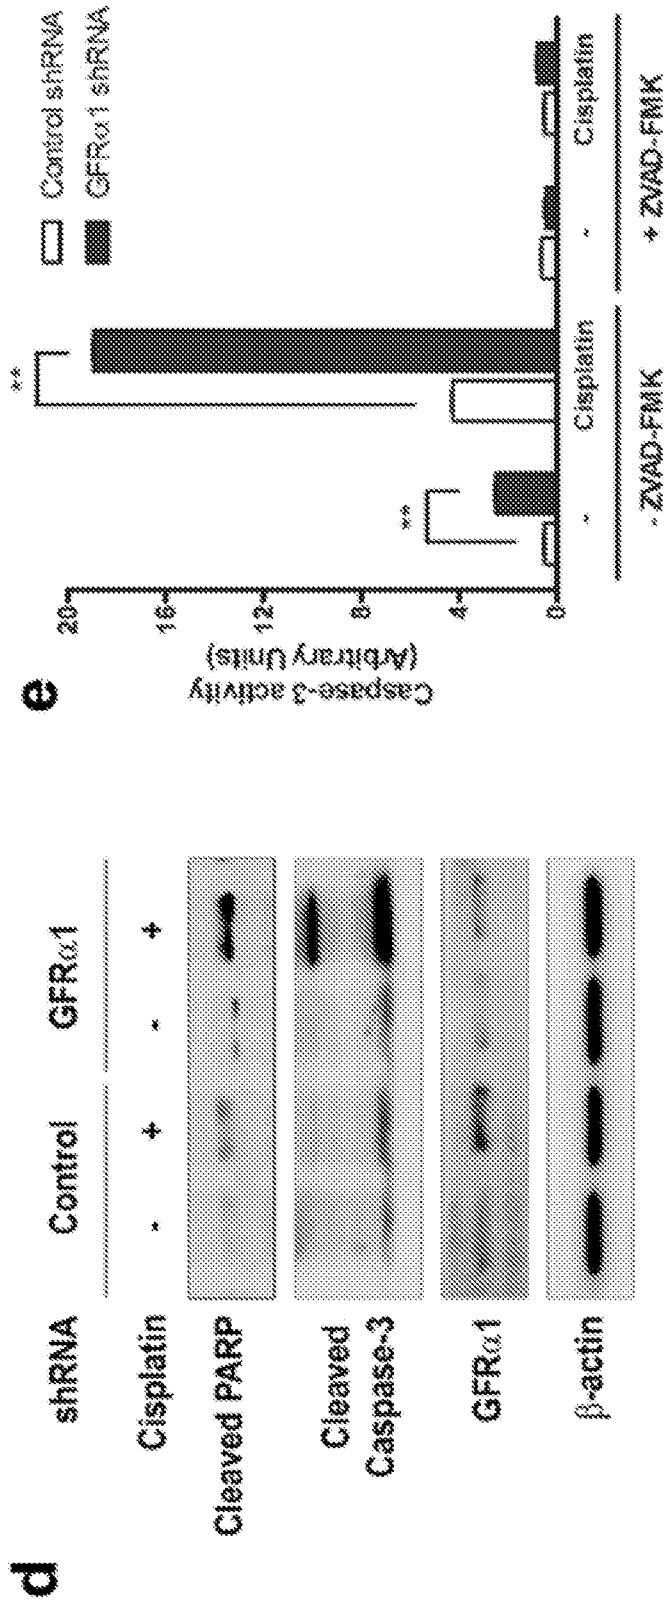 d
shRNA Control GFRα1
Cisplatin - + - +
Cleaved PARP
Cleaved
Caspase-3
GFRα1
β-actin
e
Control shRNA
GFRα1 shRNA
Caspase-3 activity
(Arbitrary Units)
20
16
12
8
4
0
**
**
- Cisplatin - Cisplatin
- ZVAD-FMK + ZVAD-FMK